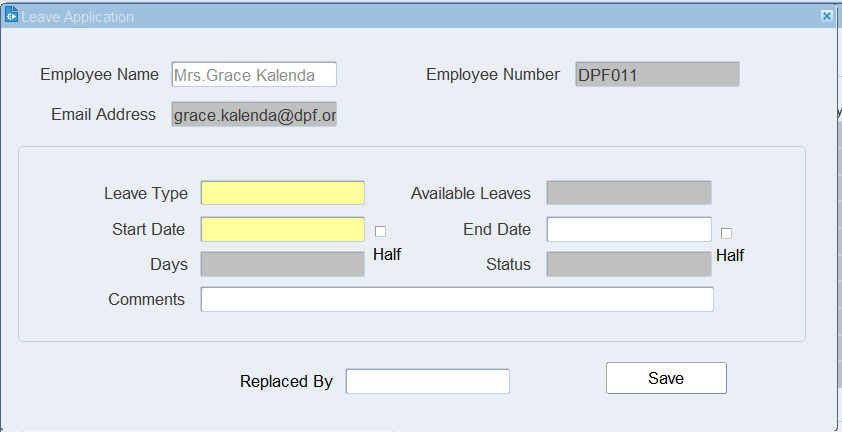 Leave Application
Employee Name Mrs.Grace Kalenda Employee Number DPF011
Email Address grace.kalenda@dpf.or
Leave Type Available Leaves
Start Date End Date
Half Half
Days Status
Comments
Replaced By Save